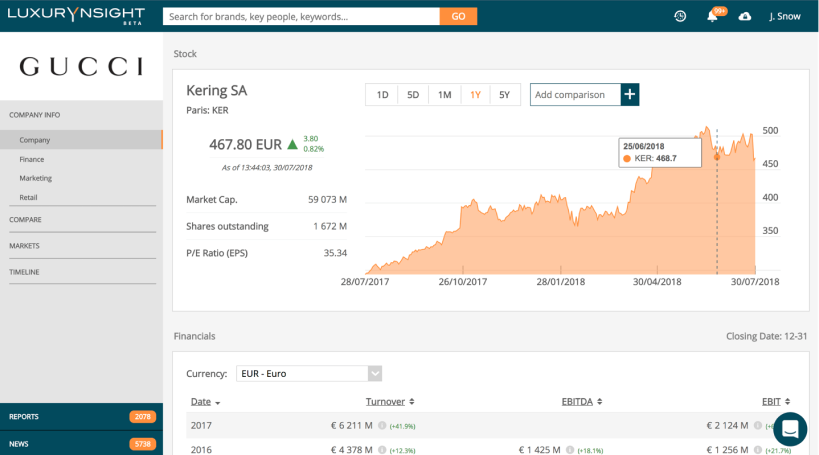 LUXURYNSIGHT
BETA
Search for brands, key people, keywords...
GO
99+
J. Snow
GUCCI
COMPANY INFO
Company
Finance
Marketing
Retail
COMPARE
MARKETS
TIMELINE
REPORTS 2078
NEWS 5738
Stock
Kering SA
Paris: KER
467.80 EUR ▲ 3.80
0.82%
As of 13:44:03, 30/07/2018
Market Cap. 59 073 M
Shares outstanding 1 672 M
P/E Ratio (EPS) 35.34
1D 5D 1M 1Y 5Y
Add comparison +
25/06/2018
KER: 468.7
500
450
400
350
28/07/2017 26/10/2017 28/01/2018 30/04/2018 30/07/2018
Financials Closing Date: 12-31
Currency: EUR - Euro
Date Turnover EBITDA EBIT
2017 € 6 211 M (+41.9%) € 2 124 M
2016 € 4 378 M (+12.3%) € 1 425 M (+18.1%) € 1 256 M (+21.7%)